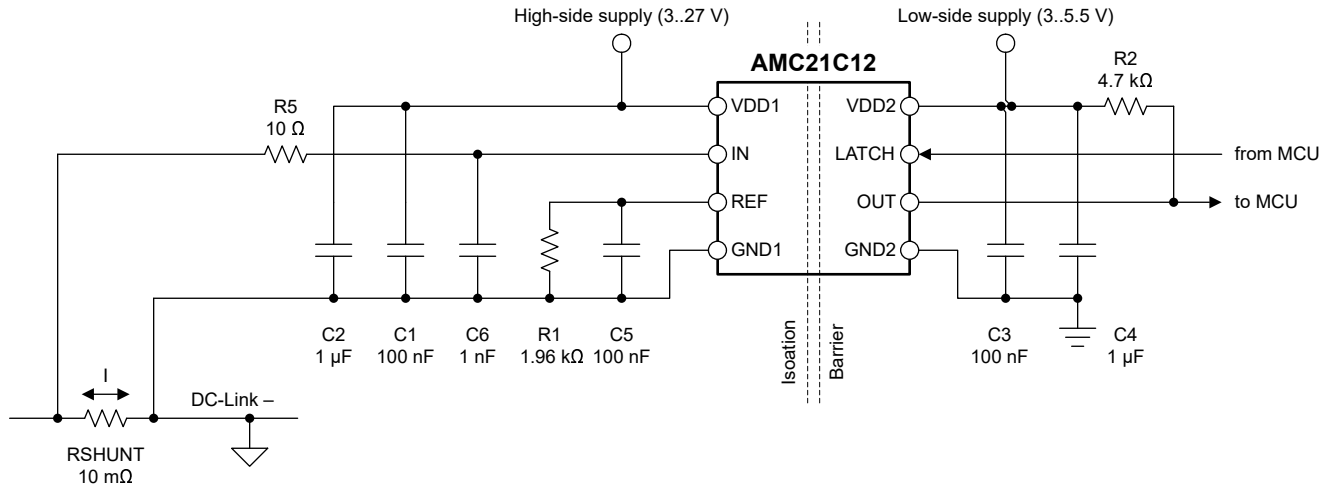 High-side supply (3..27 V)
Low-side supply (3..5.5 V)
AMC21C12
R2
4.7 kΩ
R5
10 Ω
VDD1
VDD2
IN
LATCH
from MCU
REF
OUT
to MCU
GND1
GND2
C2
1 µF
C1
100 nF
C6
1 nF
R1
1.96 kΩ
C5
100 nF
Isoation
Barrier
C3
100 nF
C4
1 µF
I
DC-Link –
RSHUNT
10 mΩ